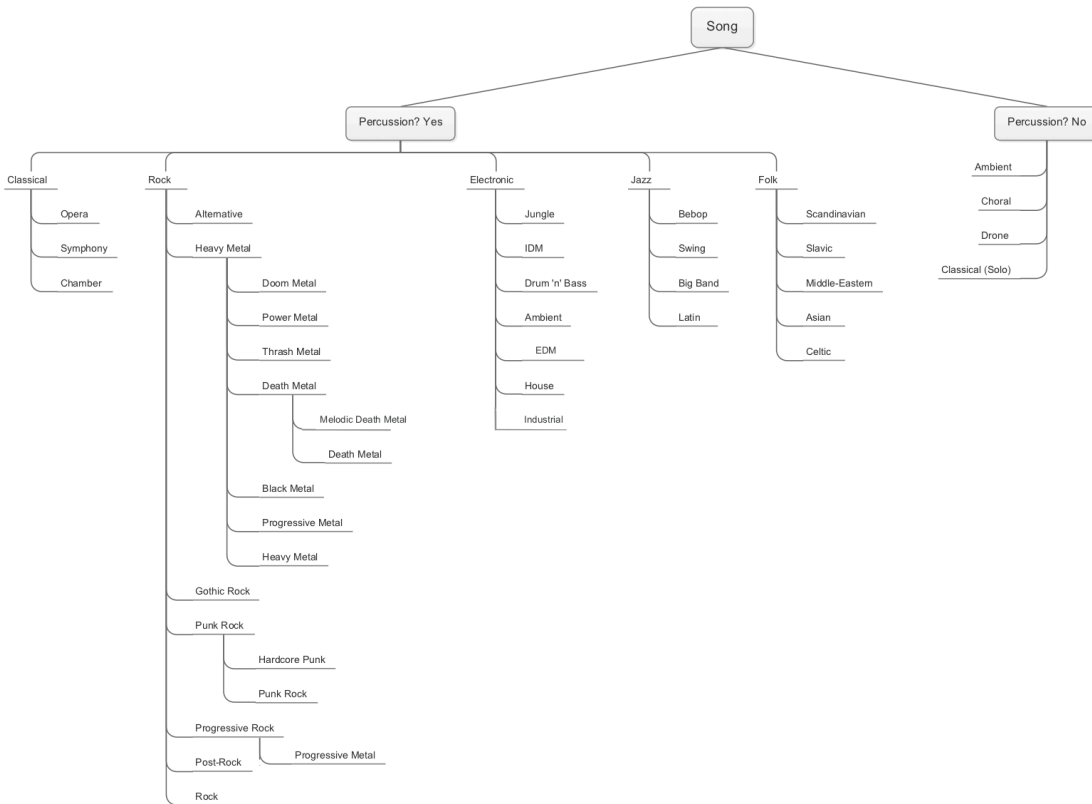 Song
Percussion? Yes
Percussion? No
Classical
Opera
Symphony
Chamber
Rock
Alternative
Heavy Metal
Doom Metal
Power Metal
Thrash Metal
Death Metal
Melodic Death Metal
Death Metal
Black Metal
Progressive Metal
Heavy Metal
Gothic Rock
Punk Rock
Hardcore Punk
Punk Rock
Progressive Rock
Progressive Metal
Post-Rock
Rock
Electronic
Jungle
IDM
Drum 'n' Bass
Ambient
EDM
House
Industrial
Jazz
Bebop
Swing
Big Band
Latin
Folk
Scandinavian
Slavic
Middle-Eastern
Asian
Celtic
Ambient
Choral
Drone
Classical (Solo)